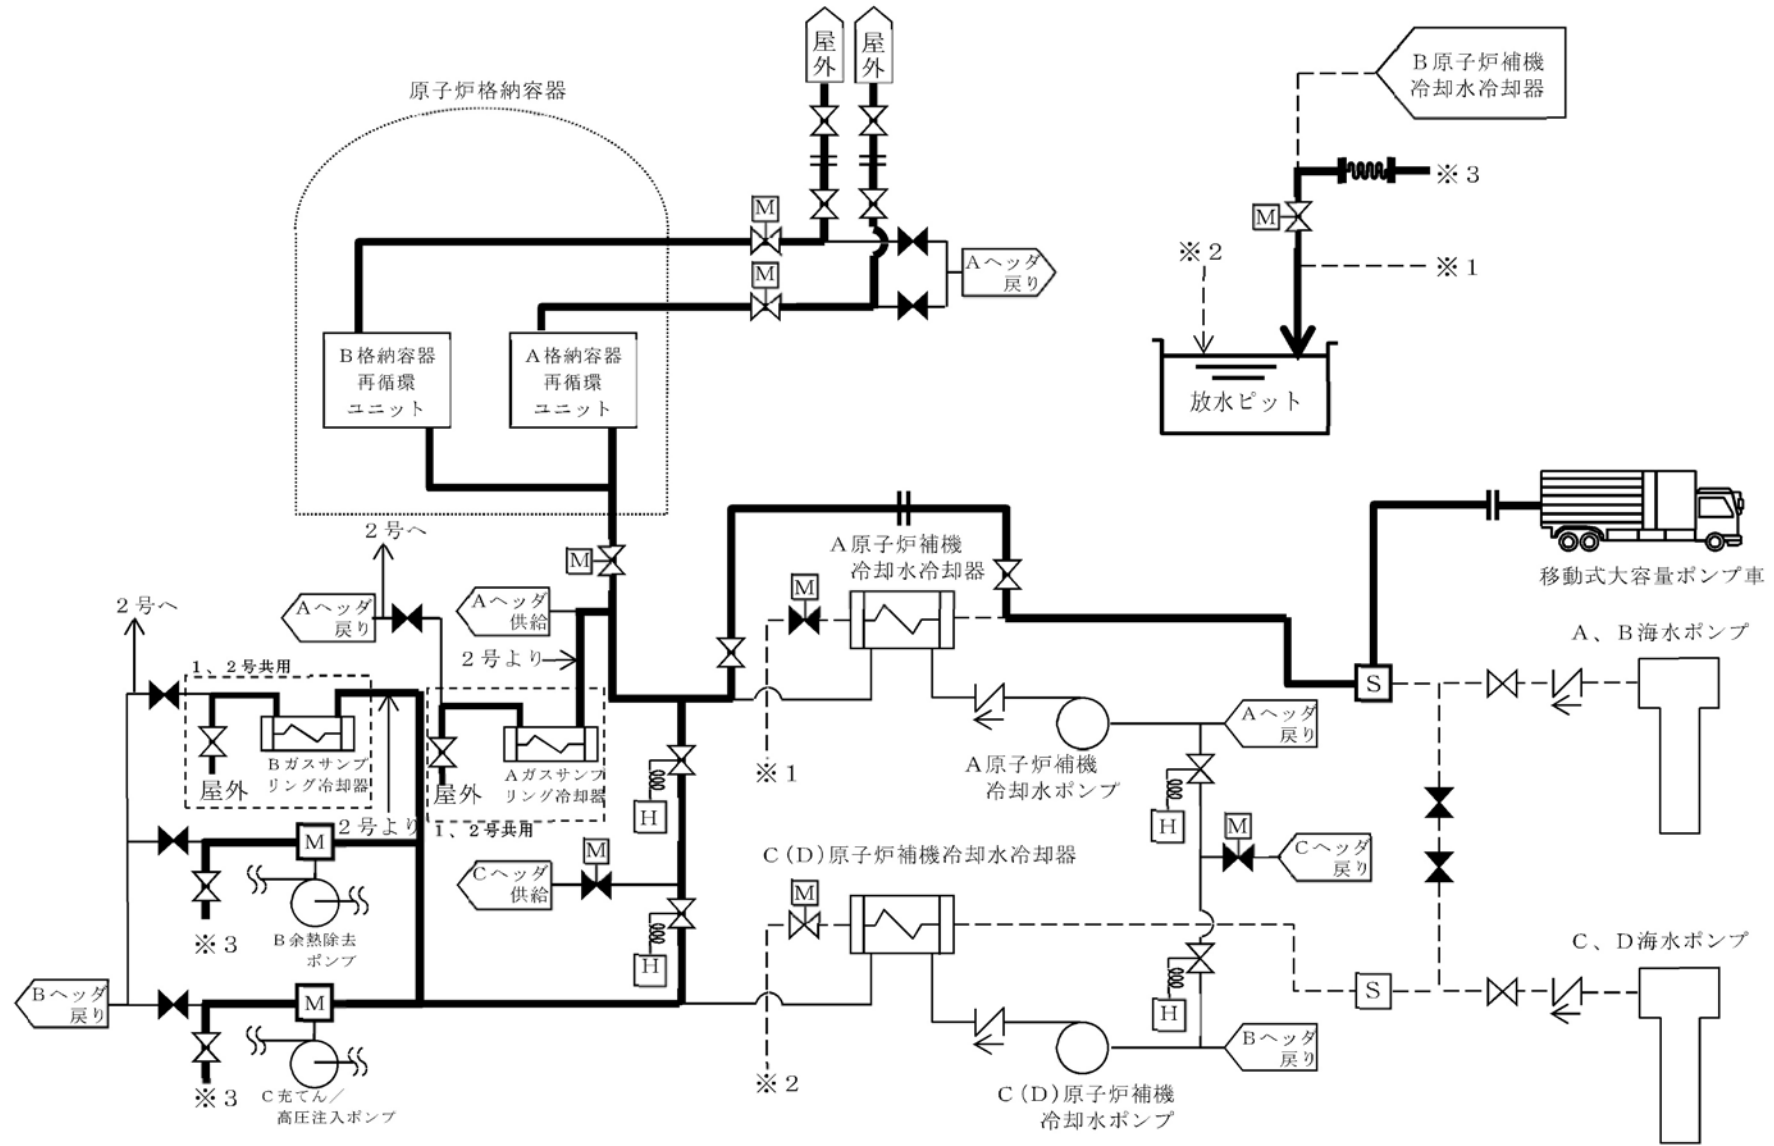 屋外
屋外
B原子炉補機
冷却水冷却器
原子炉格納容器
※3
M
M
※2
Aヘッダ
戻り
M
※1
B格納容器
再循環
ユニット
A格納容器
再循環
ユニット
放水ピット
2号へ
M
A原子炉補機
冷却水冷却器
移動式大容量ポンプ車
2号へ
Aヘッダ
戻り
Aヘッダ
供給
M
A、B海水ポンプ
2号より
1、2号共用
S
Aヘッダ
戻り
屋外
Bガスサンプ
リング冷却器
屋外
Aガスサンプ
リング冷却器
※1
A原子炉補機
冷却水ポンプ
H
H
2号より
1、2号共用
M
M
M
C(D)原子炉補機冷却水冷却器
Cヘッダ
戻り
Cヘッダ
供給
M
※3
B余熱除去
ポンプ
H
C、D海水ポンプ
Bヘッダ
戻り
M
S
H
Bヘッダ
戻り
※3
C充てん/
高圧注入ポンプ
※2
C(D)原子炉補機
冷却水ポンプ